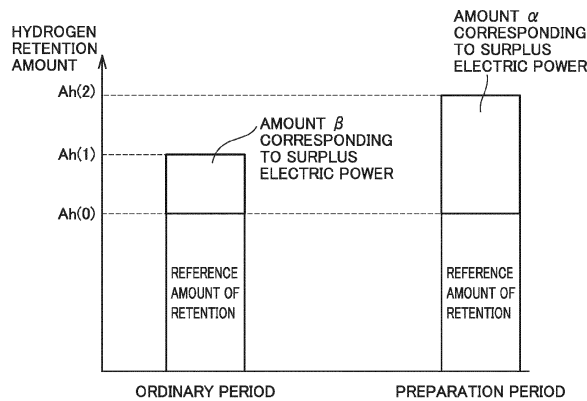 HYDROGEN
RETENTION
AMOUNT
AMOUNT α
CORRESPONDING
TO SURPLUS
ELECTRIC POWER
Ah(2)
Ah(1)
Ah(0)
AMOUNT β
CORRESPONDING
TO SURPLUS
ELECTRIC POWER
REFERENCE
AMOUNT OF
RETENTION
REFERENCE
AMOUNT OF
RETENTION
ORDINARY PERIOD
PREPARATION PERIOD